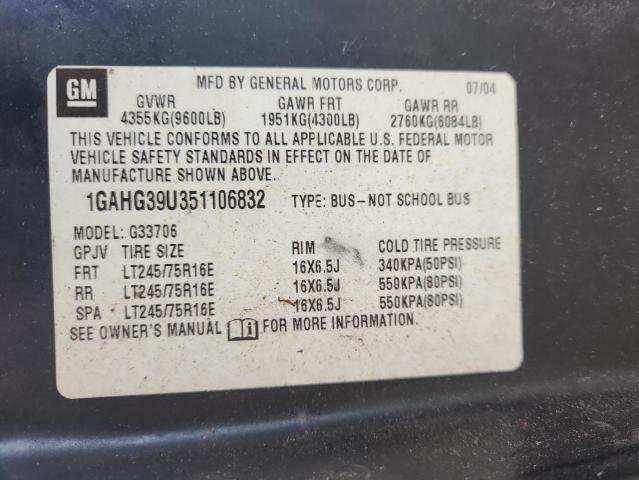 GM
MFD BY GENERAL MOTORS CORP. 07/04
GVWR GAWR FRT GAWR RR
4355KG(9600LB) 1951KG(4300LB) 2760KG(6084LB)
THIS VEHICLE CONFORMS TO ALL APPLICABLE U.S. FEDERAL MOTOR
VEHICLE SAFETY STANDARDS IN EFFECT ON THE DATE OF
MANUFACTURE SHOWN ABOVE.
1GAHG39U351106832 TYPE: BUS-NOT SCHOOL BUS
MODEL: G33706
GPJV TIRE SIZE RIM COLD TIRE PRESSURE
FRT LT245/75R16E 16X6.5J 340KPA(50PSI)
RR LT245/75R16E 16X6.5J 550KPA(80PSI)
SPA LT245/75R16E 16X6.5J 550KPA(80PSI)
SEE OWNER'S MANUAL i FOR MORE INFORMATION.